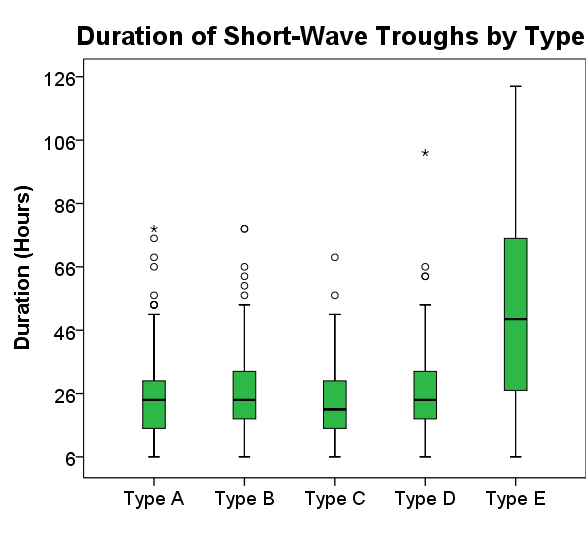 Duration of Short-Wave Troughs by Type
Duration (Hours)
126
106
86
66
46
26
6
Type A
Type B
Type C
Type D
Type E